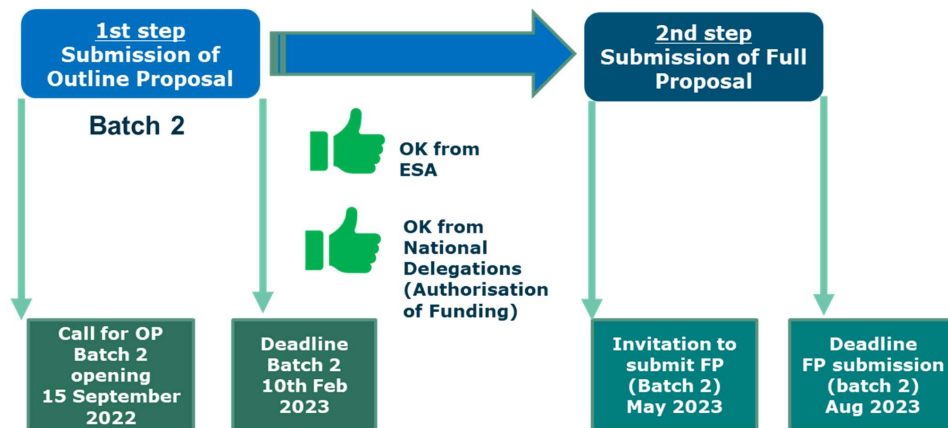 1st step
Submission of
Outline Proposal
2nd step
Submission of Full
Proposal
Batch 2
OK from
ESA
OK from
National
Delegations
(Authorisation
of Funding)
Call for OP
Batch 2
opening
15 September
2022
Deadline
Batch 2
10th Feb
2023
Invitation to
submit FP
(Batch 2)
May 2023
Deadline
FP submission
(batch 2)
Aug 2023